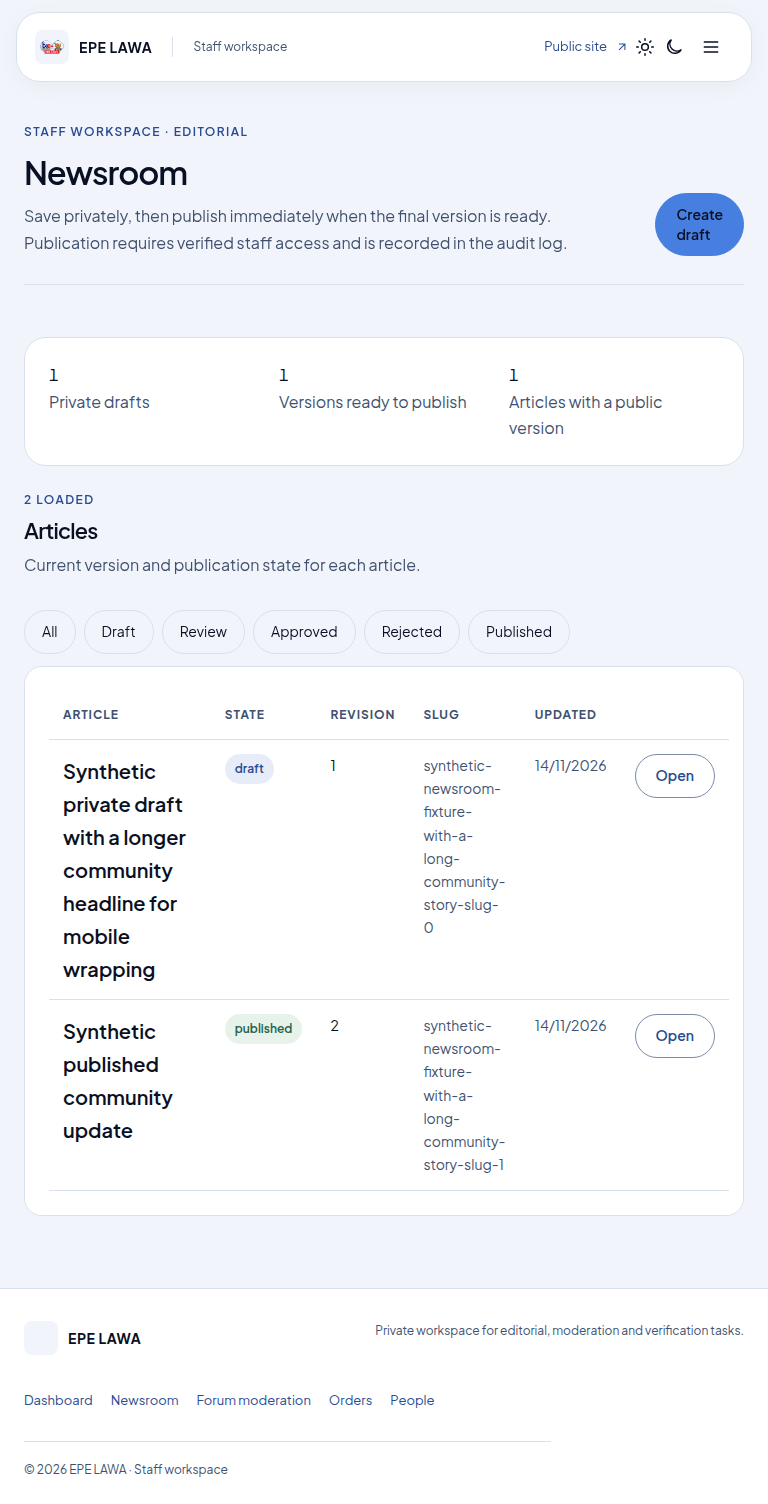 EPE LAWA
Staff workspace
Public site
STAFF WORKSPACE · EDITORIAL
Newsroom
Save privately, then publish immediately when the final version is ready.
Publication requires verified staff access and is recorded in the audit log.
Create
draft
1
Private drafts
1
Versions ready to publish
1
Articles with a public
version
2 LOADED
Articles
Current version and publication state for each article.
All
Draft
Review
Approved
Rejected
Published
ARTICLE STATE REVISION SLUG UPDATED
Synthetic
private draft
with a longer
community
headline for
mobile
wrapping
draft
1
synthetic-
newsroom-
fixture-
with-a-
long-
community-
story-slug-
0
14/11/2026
Open
Synthetic
published
community
update
published
2
synthetic-
newsroom-
fixture-
with-a-
long-
community-
story-slug-1
14/11/2026
Open
EPE LAWA
Private workspace for editorial, moderation and verification tasks.
Dashboard Newsroom Forum moderation Orders People
© 2026 EPE LAWA · Staff workspace